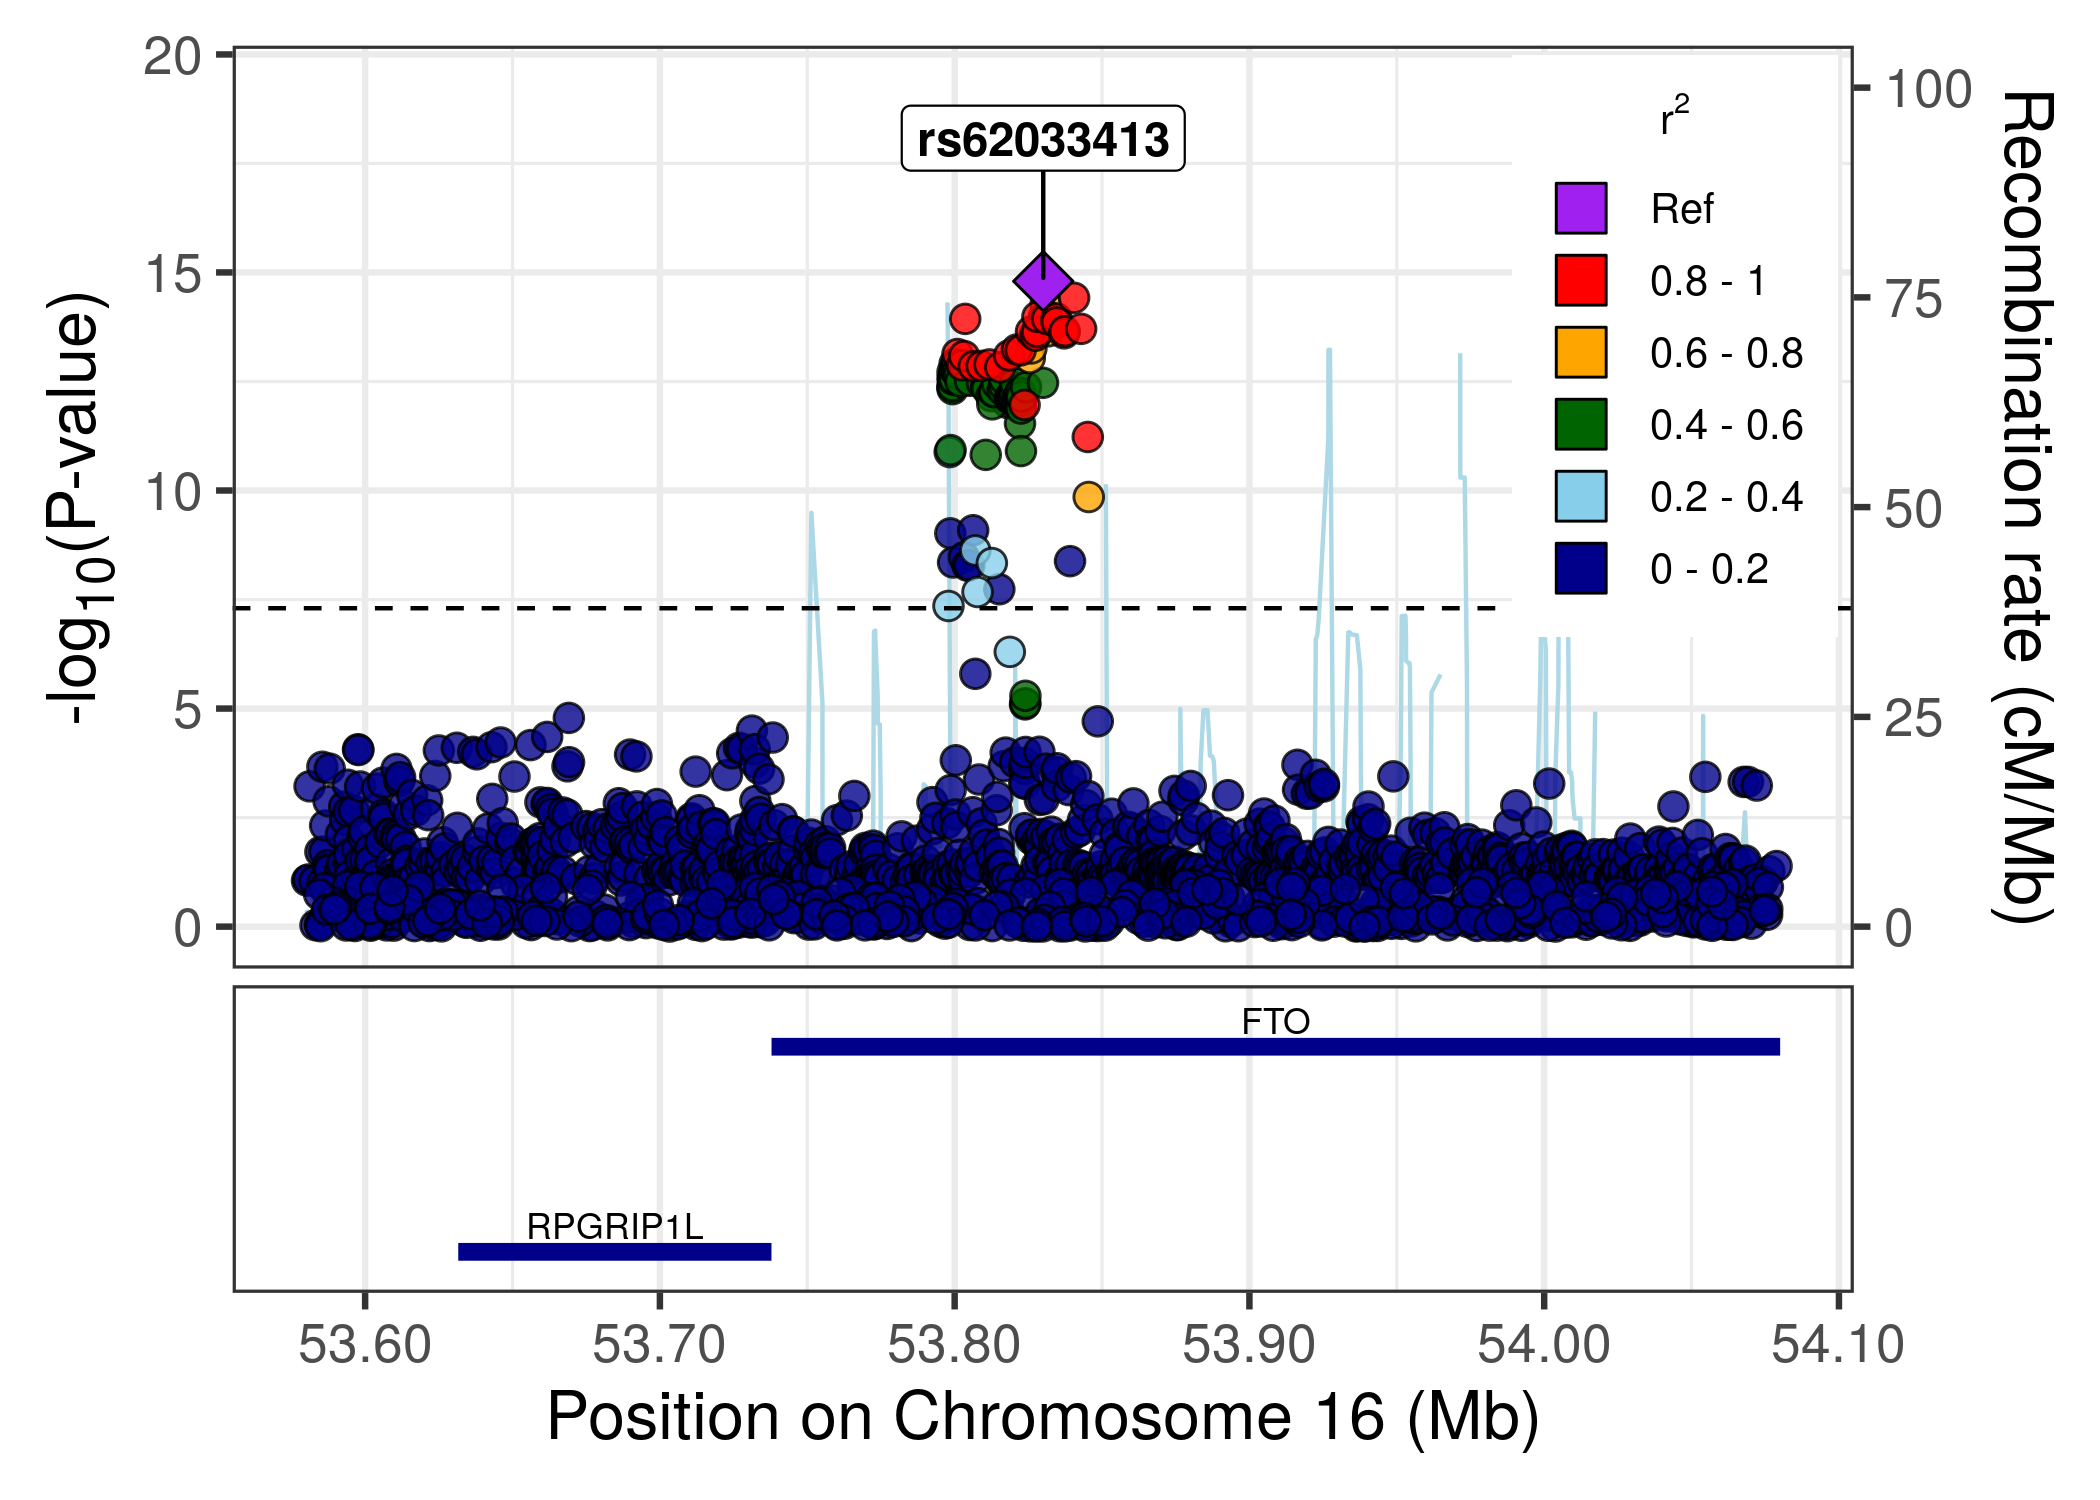 20
15
10
5
0
-log10(P-value)
rs62033413
r2
Ref
0.8 - 1
0.6 - 0.8
0.4 - 0.6
0.2 - 0.4
0 - 0.2
100
75
50
25
0
Recombination rate (cM/Mb)
FTO
RPGRIP1L
53.60 53.70 53.80 53.90 54.00 54.10
Position on Chromosome 16 (Mb)